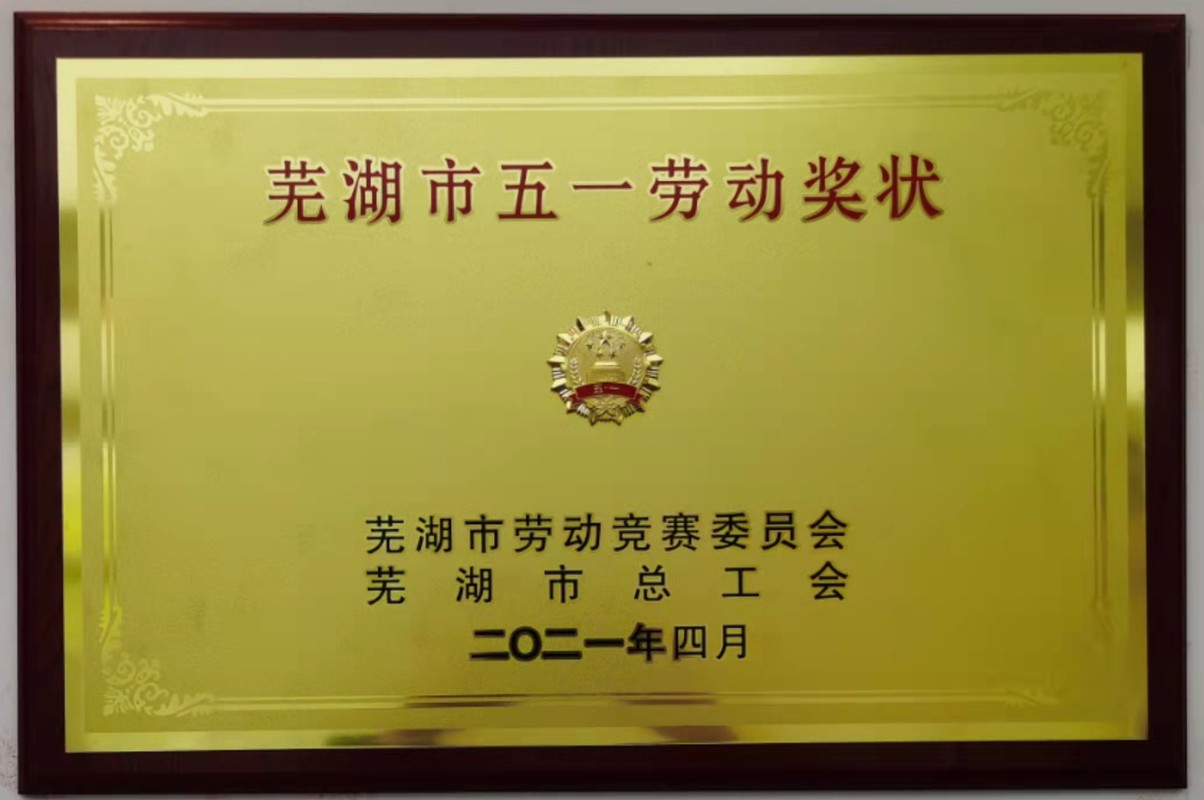 芜湖市五一劳动奖状
五一
芜湖市劳动竞赛委员会
芜湖市总工会
二〇二一年四月